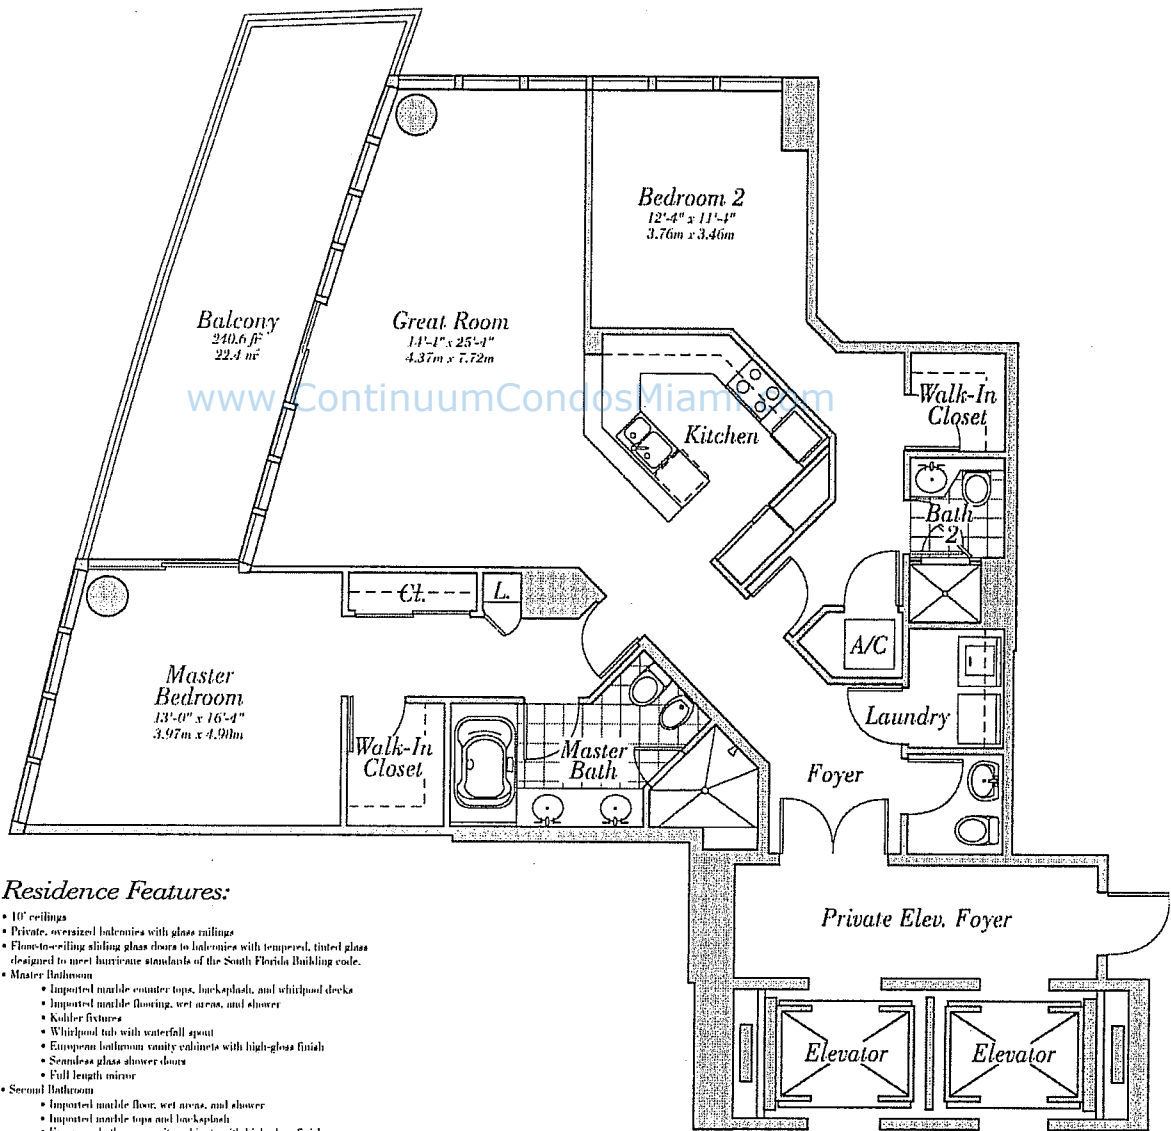 Bedroom 2
12'-4" x 11'-4"
3.76m x 3.46m
Balcony
240.6 ft²
22.4 m²
Great Room
14'-4" x 25'-4"
4.37m x 7.72m
www.ContinuumCondosMiami.com
Walk-In
Closet
Kitchen
Bath
2
Ct.
L.
A/C
Master
Bedroom
13'-0" x 16'-4"
3.97m x 4.98m
Laundry
Walk-In
Closet
Master
Bath
Foyer
Private Elev. Foyer
Elevator
Elevator
Residence Features:
• 10' ceilings
• Private, oversized balconies with glass railings
• Floor-to-ceiling sliding glass doors to balconies with tempered, tinted glass
designed to meet hurricane standards of the South Florida Building code.
• Master Bathroom
• Imported marble counter tops, backsplash, and whirlpool decks
• Imported marble flooring, wet areas, and shower
• Kohler fixtures
• Whirlpool tub with waterfall spout
• European bathroom vanity cabinets with high-gloss finish
• Seamless glass shower doors
• Full length mirror
• Second Bathroom
• Imported marble floor, wet areas, and shower
• Imported marble tops and backsplash